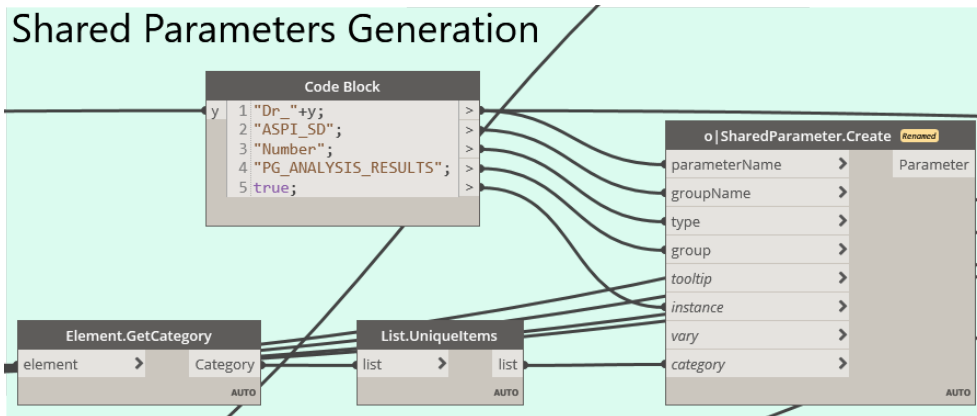 Shared Parameters Generation
Code Block
y
1 "Dr_"+y; >
2 "ASPI_SD"; >
3 "Number"; >
4 "PG_ANALYSIS_RESULTS"; >
5 true; >
o|SharedParameter.Create Renamed
parameterName > Parameter
groupName >
type >
group >
tooltip >
instance >
vary >
category >
AUTO
Element.GetCategory
element > Category
AUTO
List.UniqueItems
list > list
AUTO